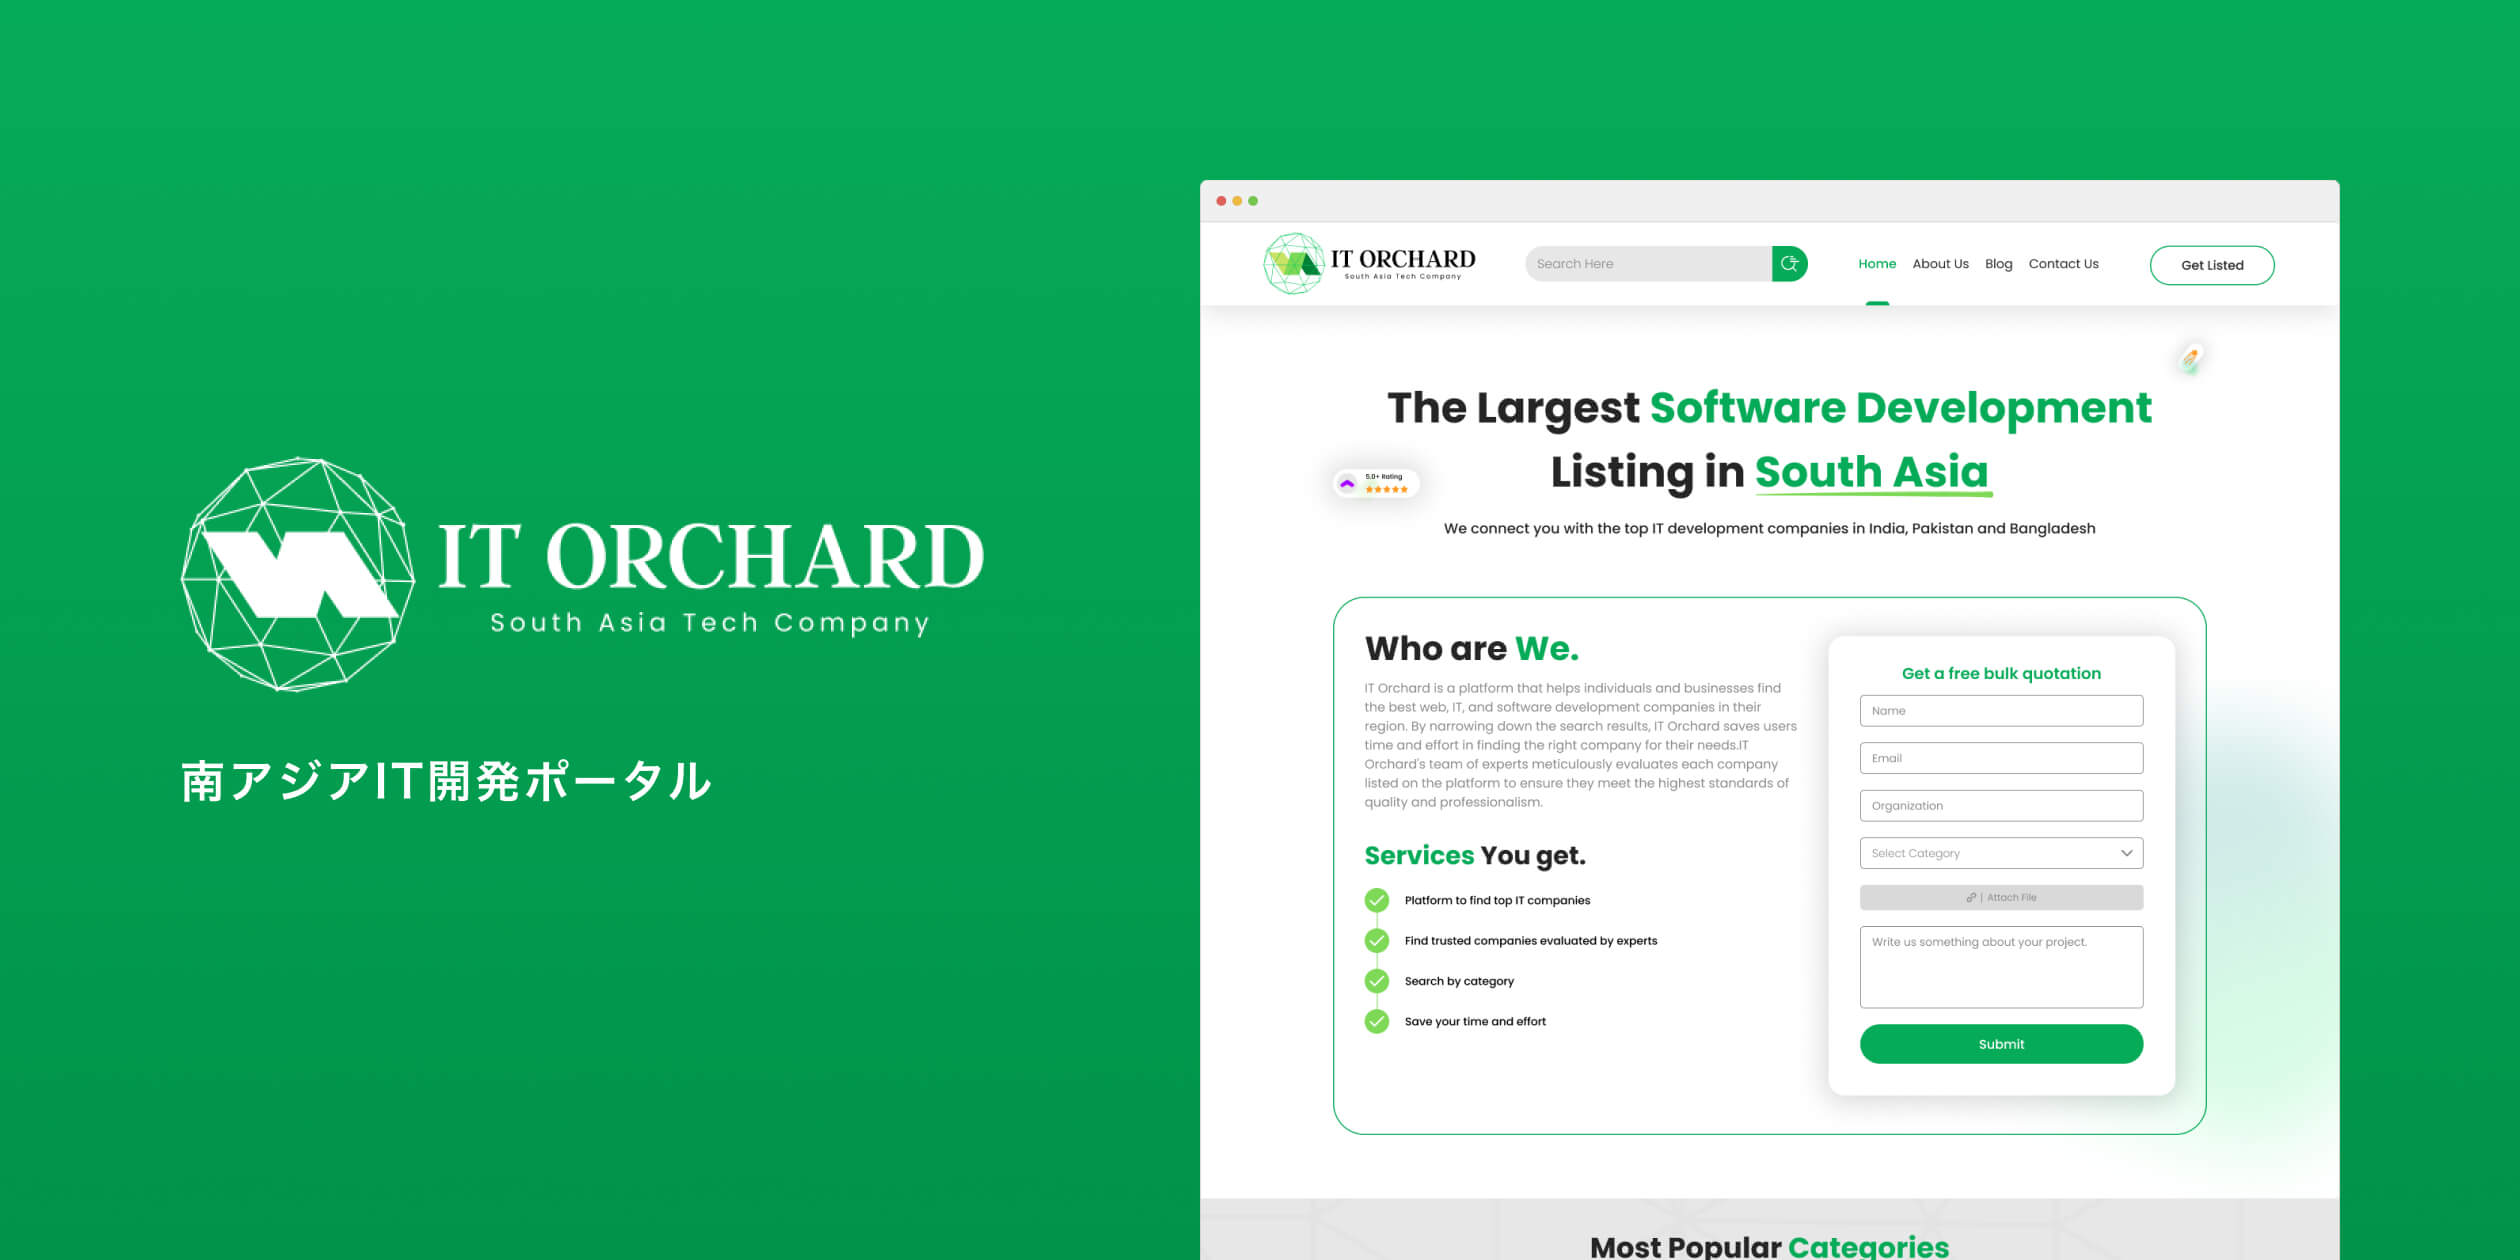 IT ORCHARD
South Asia Tech Company
南アジアIT開発ポータル
IT ORCHARD
South Asia Tech Company
Search Here
Home
About Us
Blog
Contact Us
Get Listed
The Largest Software Development
Listing in South Asia
5.0+ Rating
We connect you with the top IT development companies in India, Pakistan and Bangladesh
Who are We.
IT Orchard is a platform that helps individuals and businesses find
the best web, IT, and software development companies in their
region. By narrowing down the search results, IT Orchard saves users
time and effort in finding the right company for their needs.IT
Orchard's team of experts meticulously evaluates each company
listed on the platform to ensure they meet the highest standards of
quality and professionalism.
Services You get.
Platform to find top IT companies
Find trusted companies evaluated by experts
Search by category
Save your time and effort
Get a free bulk quotation
Name
Email
Organization
Select Category
| Attach File
Write us something about your project.
Submit
Most Popular Categories